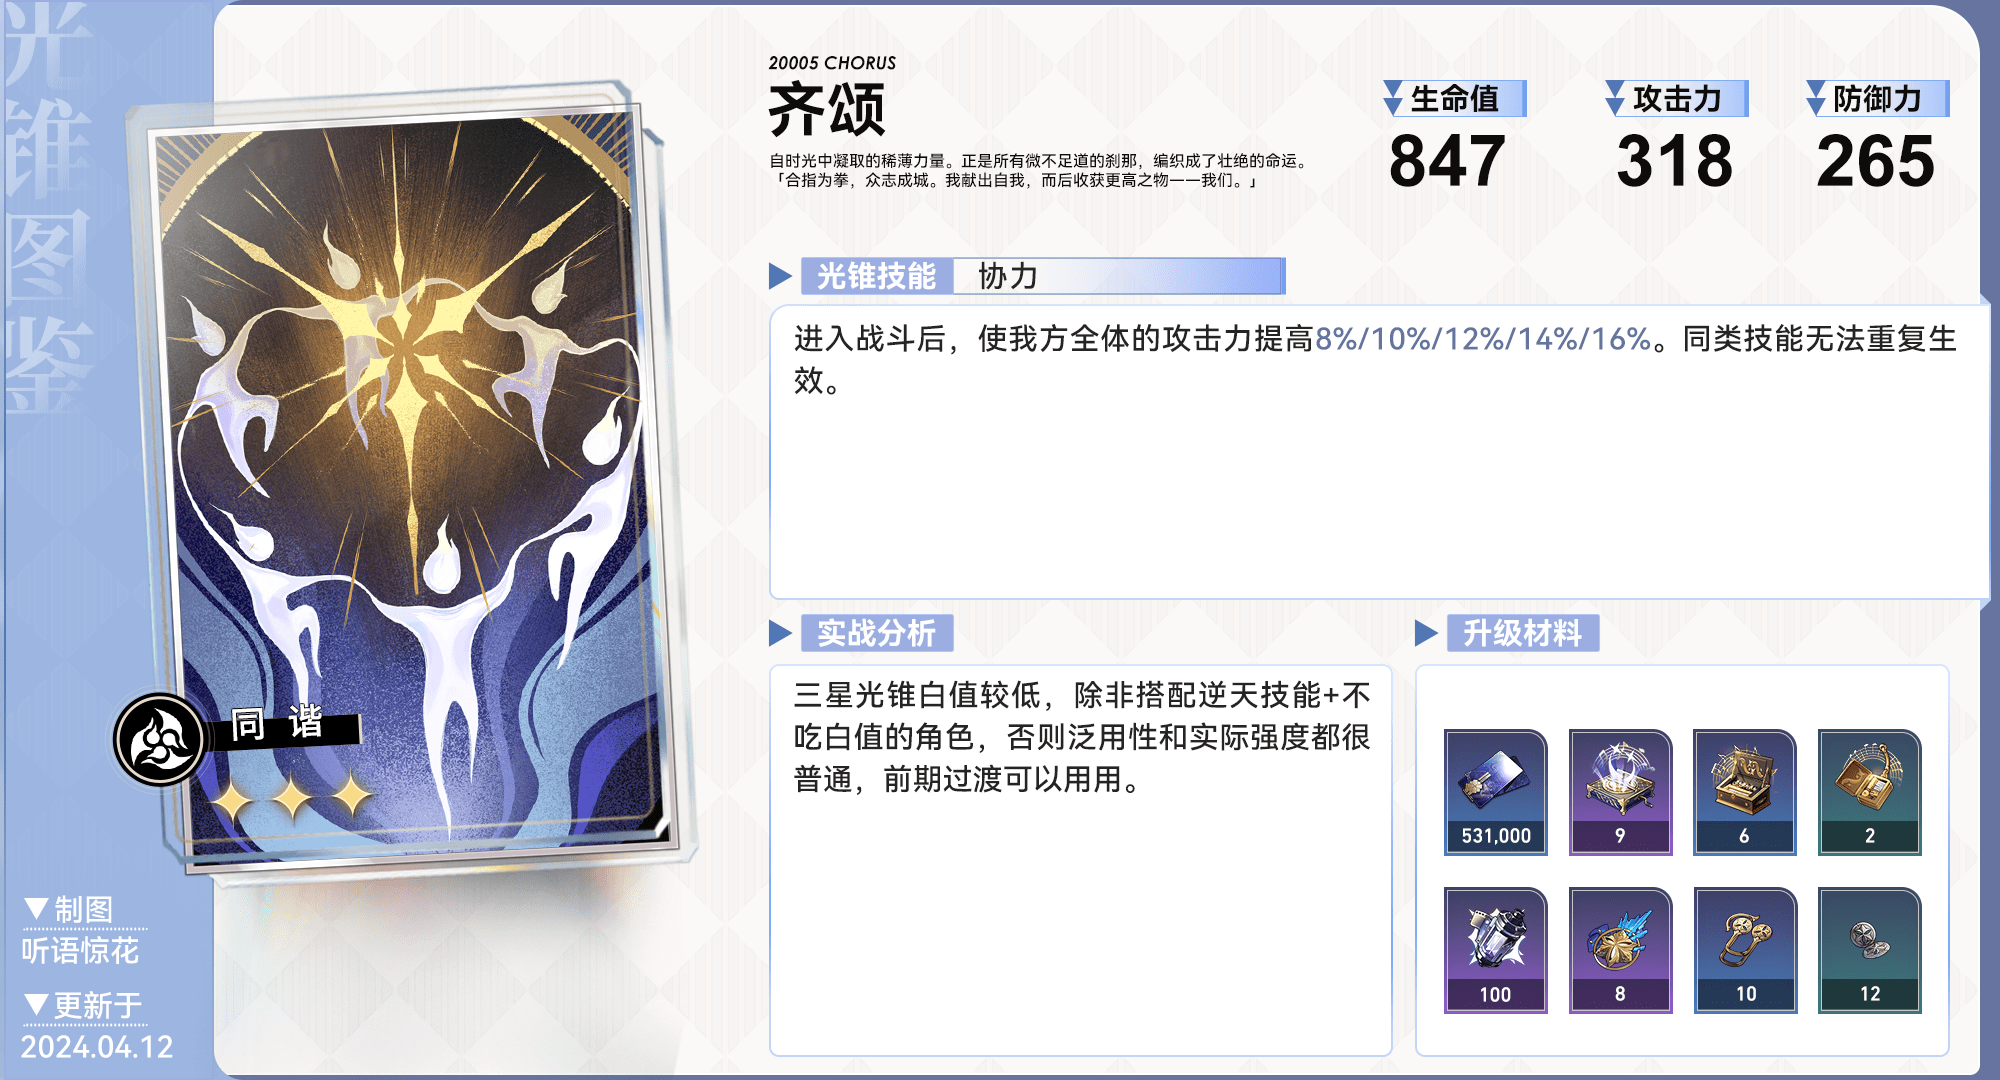 光锥图鉴
20005 CHORUS
齐颂
自时光中凝取的稀薄力量。正是所有微不足道的刹那，编织成了壮绝的命运。
「合指为拳，众志成城。我献出自我，而后收获更高之物——我们。」
生命值
847
攻击力
318
防御力
265
光锥技能 协力
进入战斗后，使我方全体的攻击力提高8%/10%/12%/14%/16%。同类技能无法重复生
效。
实战分析
三星光锥白值较低，除非搭配逆天技能+不
吃白值的角色，否则泛用性和实际强度都很
普通，前期过渡可以用用。
升级材料
531,000
9
6
2
100
8
10
12
同谐
制图
听语惊花
更新于
2024.04.12